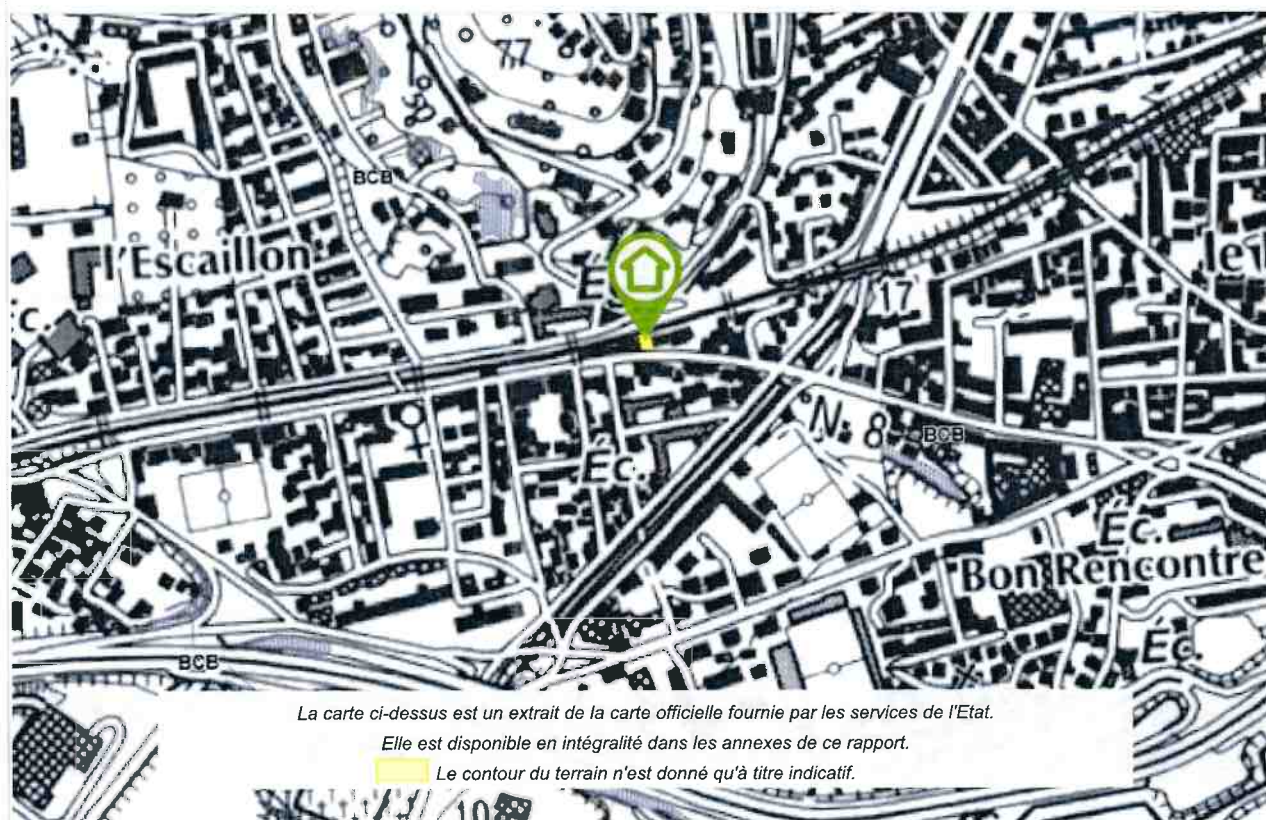 77
BCB
l'Escaillon
17
c.
N. 8
BCB
Éc.
Éc.
Bon Rencontre
Éc.
BCB
La carte ci-dessus est un extrait de la carte officielle fournie par les services de l'Etat.
Elle est disponible en intégralité dans les annexes de ce rapport.
Le contour du terrain n'est donné qu'à titre indicatif.
10